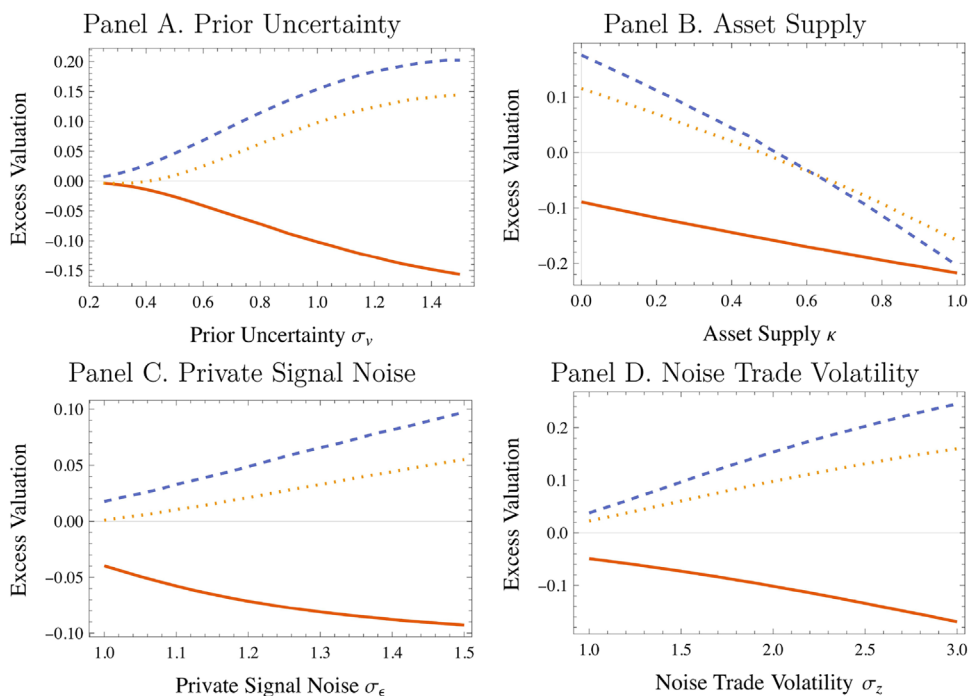 Panel A. Prior Uncertainty
Excess Valuation
0.20
0.15
0.10
0.05
0.00
-0.05
-0.10
-0.15
0.2 0.4 0.6 0.8 1.0 1.2 1.4
Prior Uncertainty σν
Panel B. Asset Supply
Excess Valuation
0.1
0.0
-0.1
-0.2
0.0 0.2 0.4 0.6 0.8 1.0
Asset Supply κ
Panel C. Private Signal Noise
Excess Valuation
0.10
0.05
0.00
-0.05
-0.10
1.0 1.1 1.2 1.3 1.4 1.5
Private Signal Noise σϵ
Panel D. Noise Trade Volatility
Excess Valuation
0.2
0.1
0.0
-0.1
1.0 1.5 2.0 2.5 3.0
Noise Trade Volatility σz